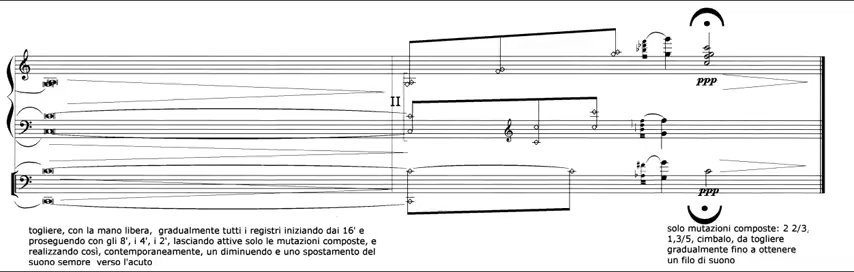 II
ppp
ppp
togliere, con la mano libera,  gradualmente tutti i registri iniziando dai 16' e
proseguendo con gli 8', i 4', i 2', lasciando attive solo le mutazioni composte, e
realizzando così, contemporaneamente, un diminuendo e uno spostamento del
suono sempre  verso l'acuto
solo mutazioni composte: 2 2/3,
1,3/5, cimbalo, da togliere
gradualmente fino a ottenere
un filo di suono